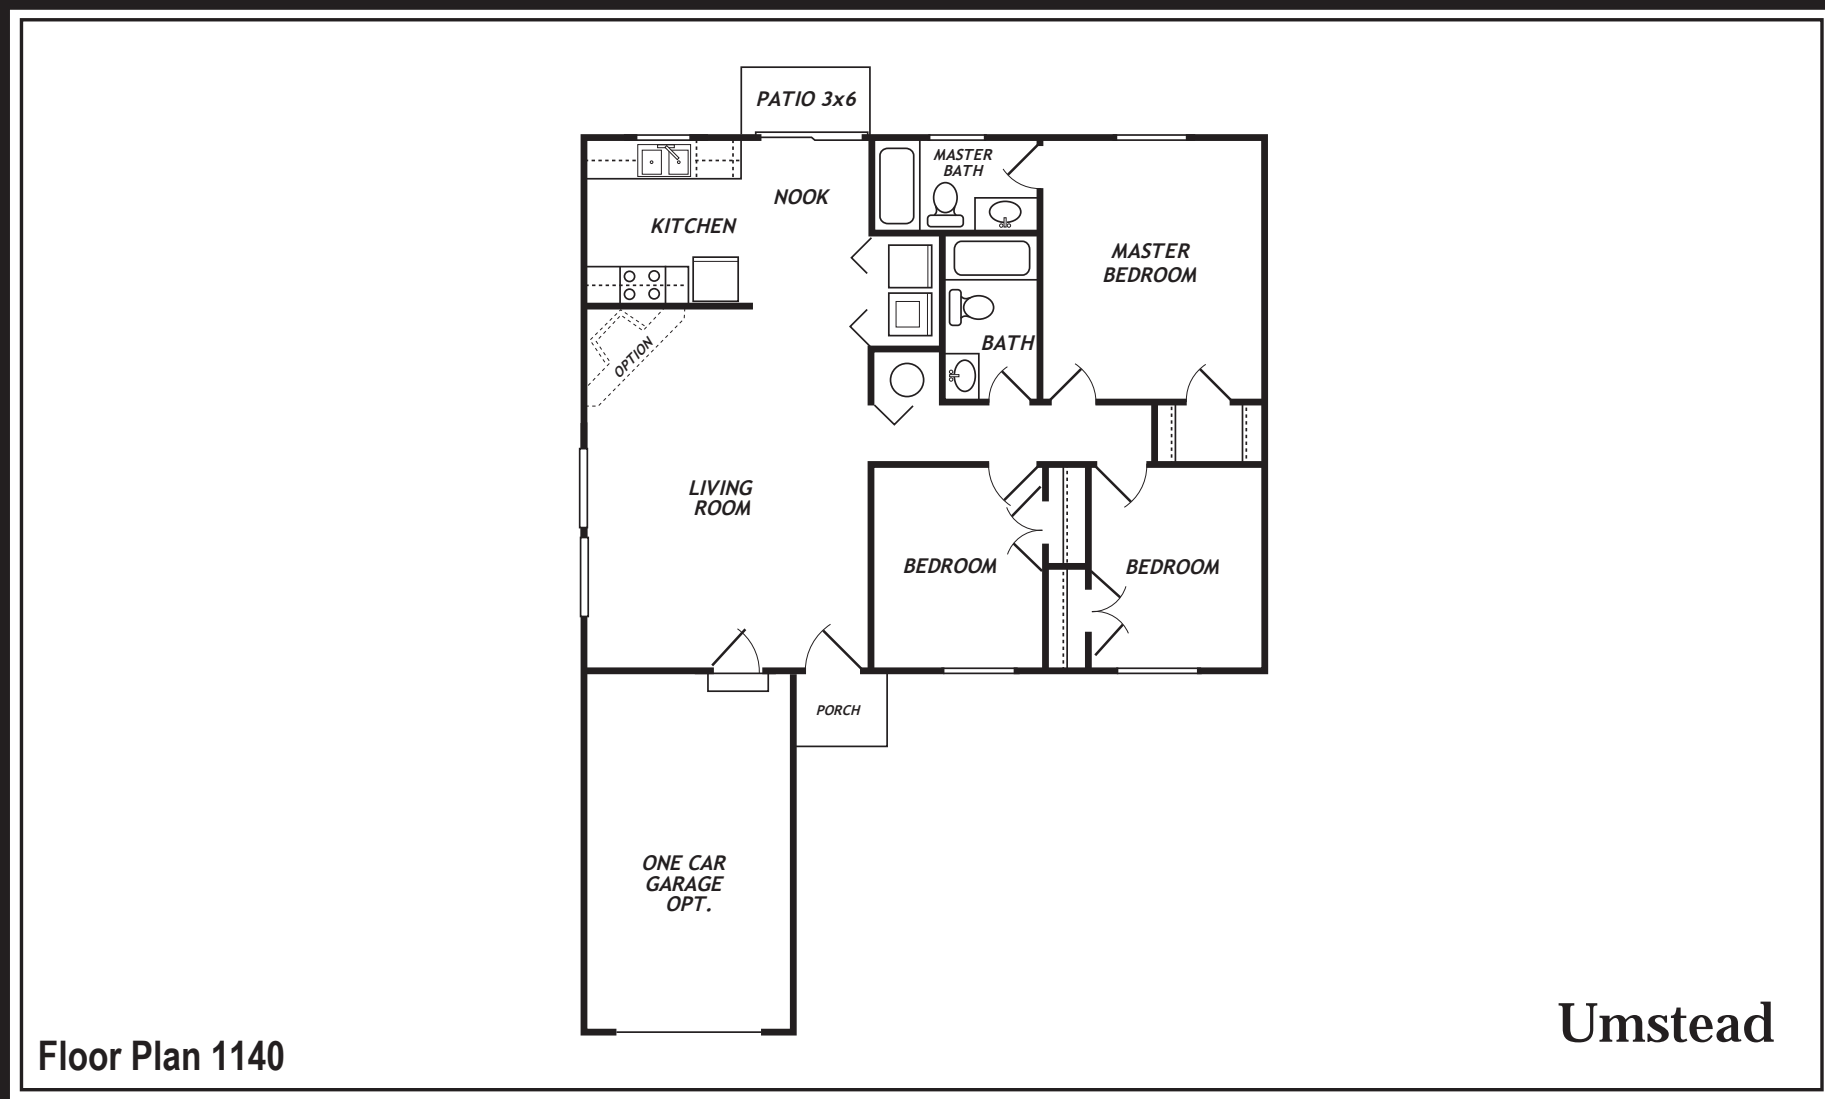 PATIO 3x6
MASTER
BATH
NOOK
KITCHEN
MASTER
BEDROOM
BATH
OPTION
LIVING
ROOM
BEDROOM
BEDROOM
PORCH
ONE CAR
GARAGE
OPT.
Umstead
Floor Plan 1140